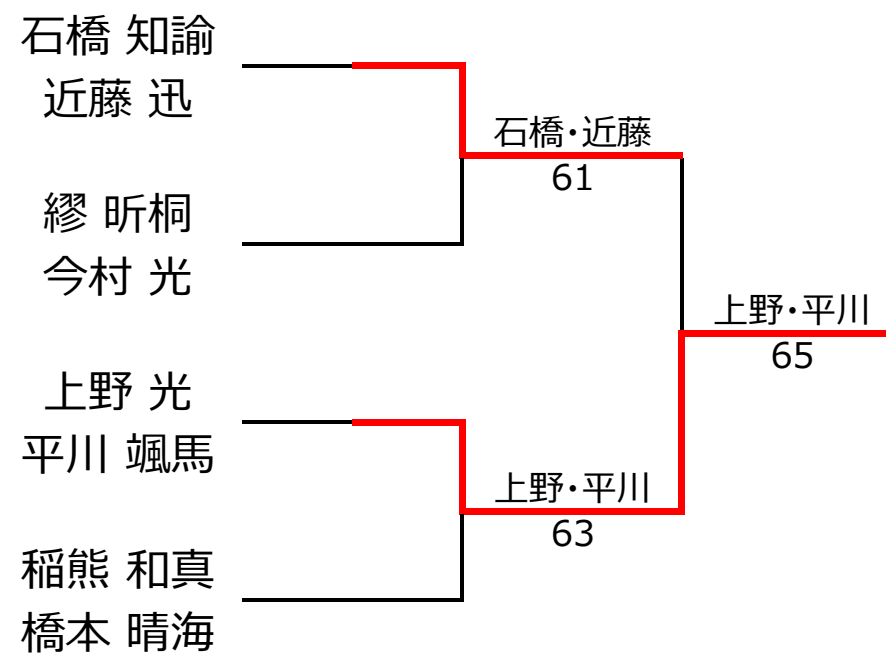 石橋 知諭
近藤 迅
石橋・近藤
61
繆 昕桐
今村 光
上野・平川
65
上野 光
平川 颯馬
上野・平川
63
稲熊 和真
橋本 晴海